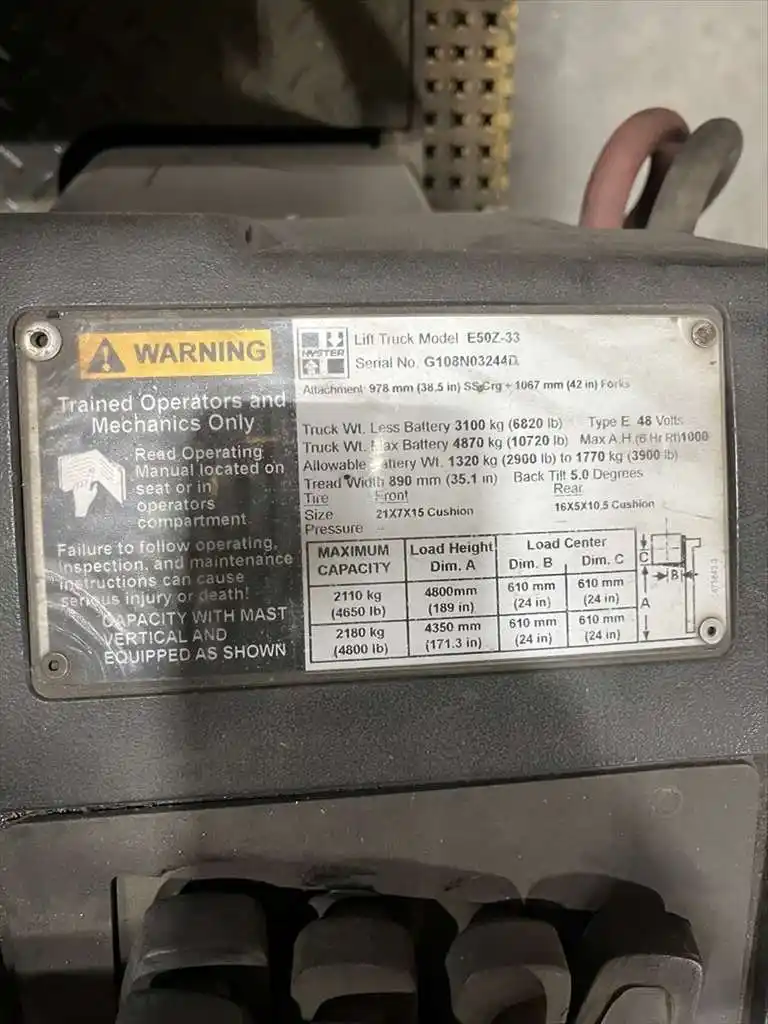 WARNING
Trained Operators and
Mechanics Only
Read Operating
Manual located on
seat or in
operators
compartment
Failure to follow operating,
inspection, and maintenance
instructions can cause
serious injury or death!
CAPACITY WITH MAST
VERTICAL AND
EQUIPPED AS SHOWN
HYSTER
Lift Truck Model E50Z-33
Serial No. G108N03244D
Attachment 978 mm (38.5 in) SS Crg + 1067 mm (42 in) Forks
Truck Wt. Less Battery 3100 kg (6820 lb) Type E 48 Volts
Truck Wt. Max Battery 4870 kg (10720 lb) Max A.H.(6 Hr Rt)1000
Allowable Battery Wt. 1320 kg (2900 lb) to 1770 kg (3900 lb)
Tread Width 890 mm (35.1 in) Back Tilt 5.0 Degrees
Tire Front Rear
Size 21X7X15 Cushion 16X5X10.5 Cushion
Pressure –
MAXIMUM CAPACITY Load Height Dim. A Load Center Dim. B Dim. C
2110 kg 4800mm 610 mm 610 mm
(4650 lb) (189 in) (24 in) (24 in)
2180 kg 4350 mm 610 mm 610 mm
(4800 lb) (171.3 in) (24 in) (24 in)
C
B
A